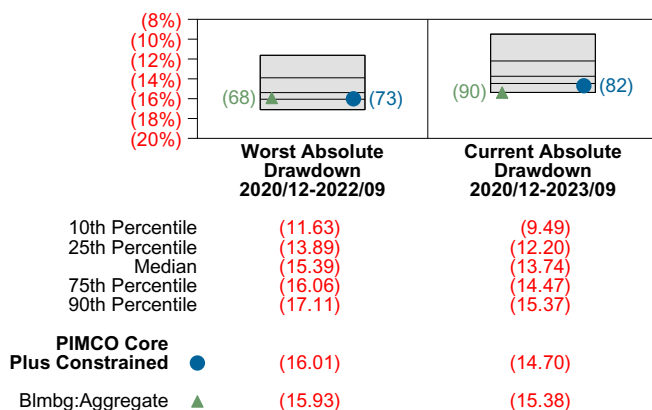 (8%)
(10%)
(12%)
(14%)
(16%)
(18%)
(20%)
(68) (73)
(90) (82)
Worst Absolute Current Absolute
Drawdown Drawdown
2020/12-2022/09 2020/12-2023/09
10th Percentile (11.63) (9.49)
25th Percentile (13.89) (12.20)
Median (15.39) (13.74)
75th Percentile (16.06) (14.47)
90th Percentile (17.11) (15.37)
PIMCO Core
Plus Constrained (16.01) (14.70)
Blmbg:Aggregate (15.93) (15.38)